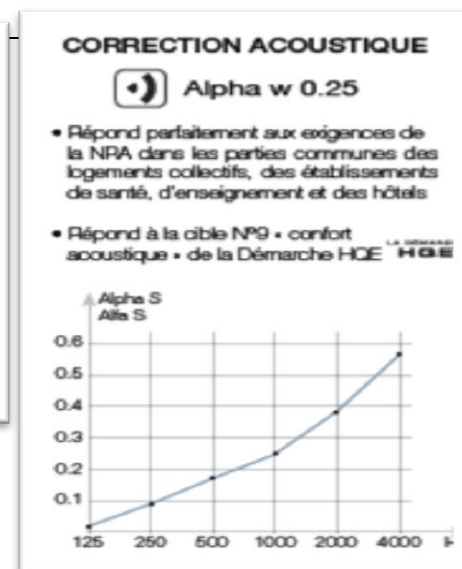 CORRECTION ACOUSTIQUE
Alpha w 0.25
• Répond parfaitement aux exigences de
la NRA dans les parties communes des
logements collectifs, des établissements
de santé, d'enseignement et des hôtels
• Répond à la cible N°9 « confort
acoustique » de la Démarche HQE
HQE
Alpha S
Alfa S
0.6
0.5
0.4
0.3
0.2
0.1
125 250 500 1000 2000 4000